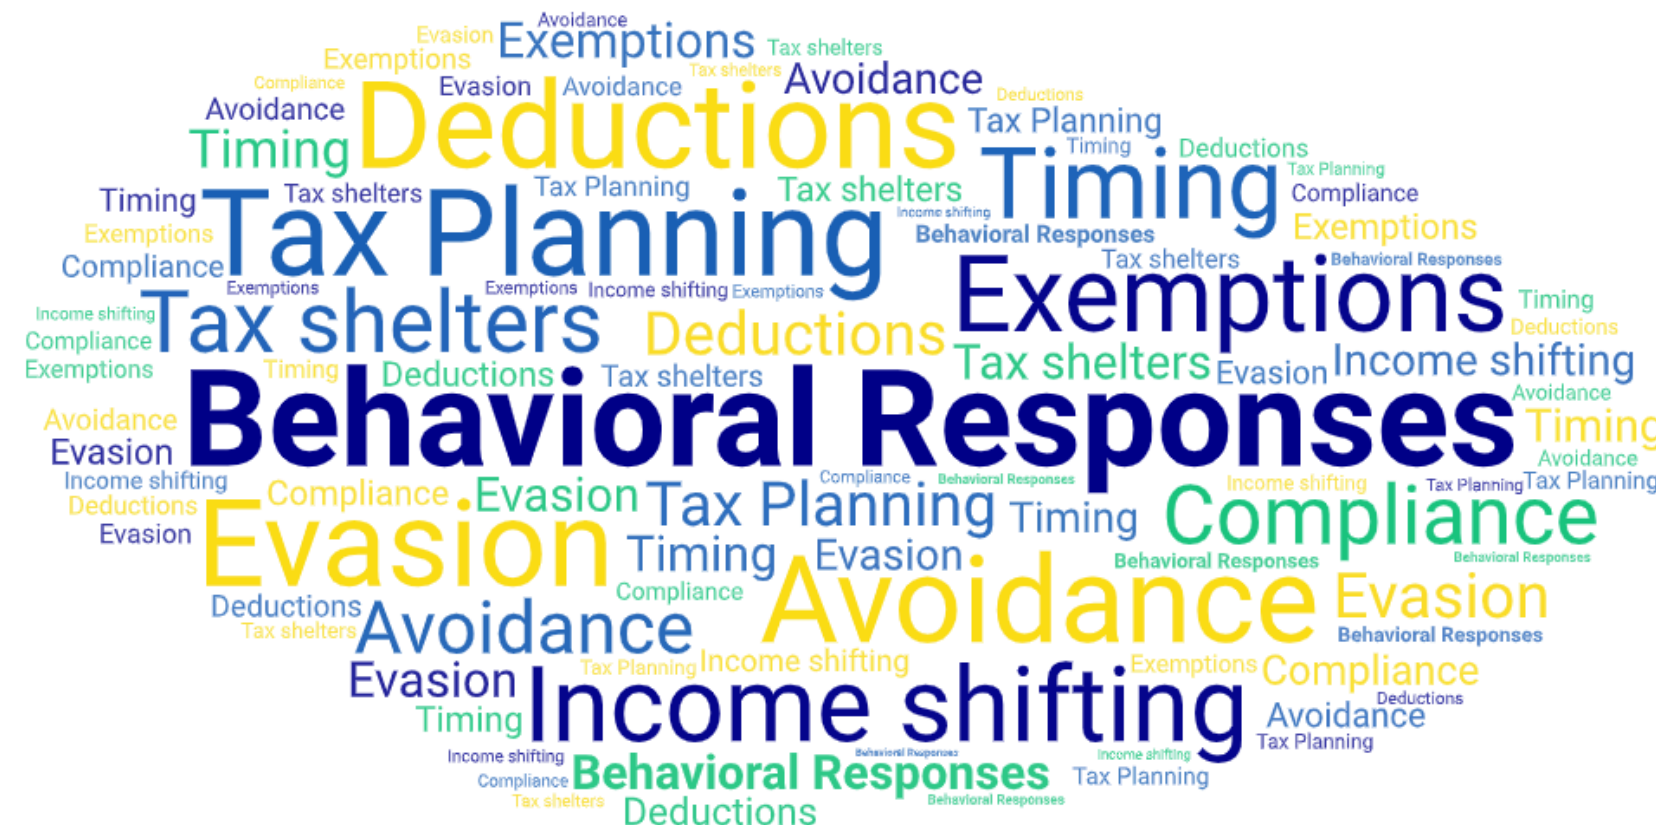 Avoidance
Evasion
Exemptions
Tax shelters
Exemptions
Tax shelters
Avoidance
Compliance
Evasion
Avoidance
Deductions
Avoidance
Deductions
Tax Planning
Timing
Timing
Deductions
Timing
Tax Planning
Timing
Tax shelters
Tax Planning
Tax shelters
Compliance
Tax Planning
Income shifting
Exemptions
Behavioral Responses
Exemptions
Compliance
Tax shelters
Behavioral Responses
Exemptions
Exemptions
Exemptions
Income shifting
Exemptions
Timing
Income shifting
Tax shelters
Deductions
Deductions
Compliance
Tax shelters
Evasion
Income shifting
Exemptions
Timing
Deductions
Tax shelters
Avoidance
Behavioral Responses
Avoidance
Timing
Evasion
Avoidance
Income shifting
Compliance
Behavioral Responses
Income shifting
Tax Planning
Tax Planning
Deductions
Compliance
Evasion
Tax Planning
Timing
Compliance
Evasion
Evasion
Timing
Evasion
Behavioral Responses
Behavioral Responses
Compliance
Avoidance
Evasion
Deductions
Tax shelters
Avoidance
Behavioral Responses
Evasion
Tax Planning
Income shifting
Exemptions
Compliance
Deductions
Timing
Income shifting
Avoidance
Tax Planning
Income shifting
Behavioral Responses
Income shifting
Compliance
Behavioral Responses
Tax Planning
Tax shelters
Behavioral Responses
Deductions